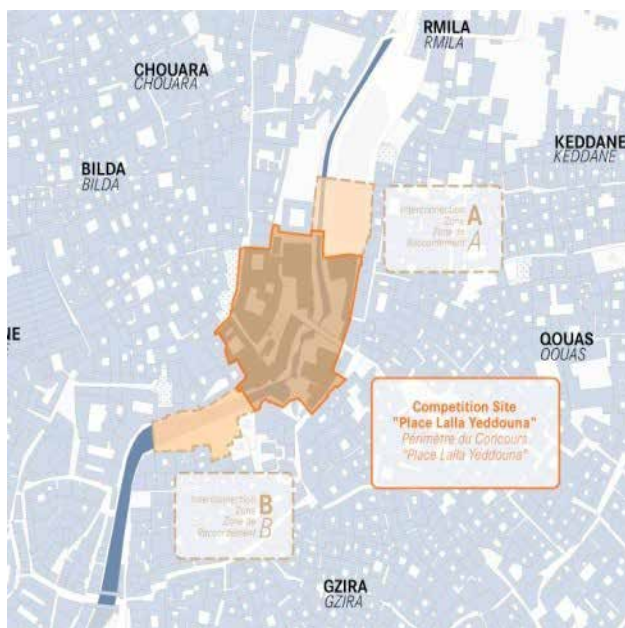 RMILA
RMILA
CHOUARA
CHOUARA
KEDDANE
KEDDANE
BILDA
BILDA
Interconnection
Zone
A
Zone de
Raccordement
A
NE
QOUAS
QOUAS
Competition Site
"Place Lalla Yeddouna"
Périmètre du Concours
"Place Lalla Yeddouna"
Interconnection
Zone
B
Zone de
Raccordement
B
GZIRA
GZIRA